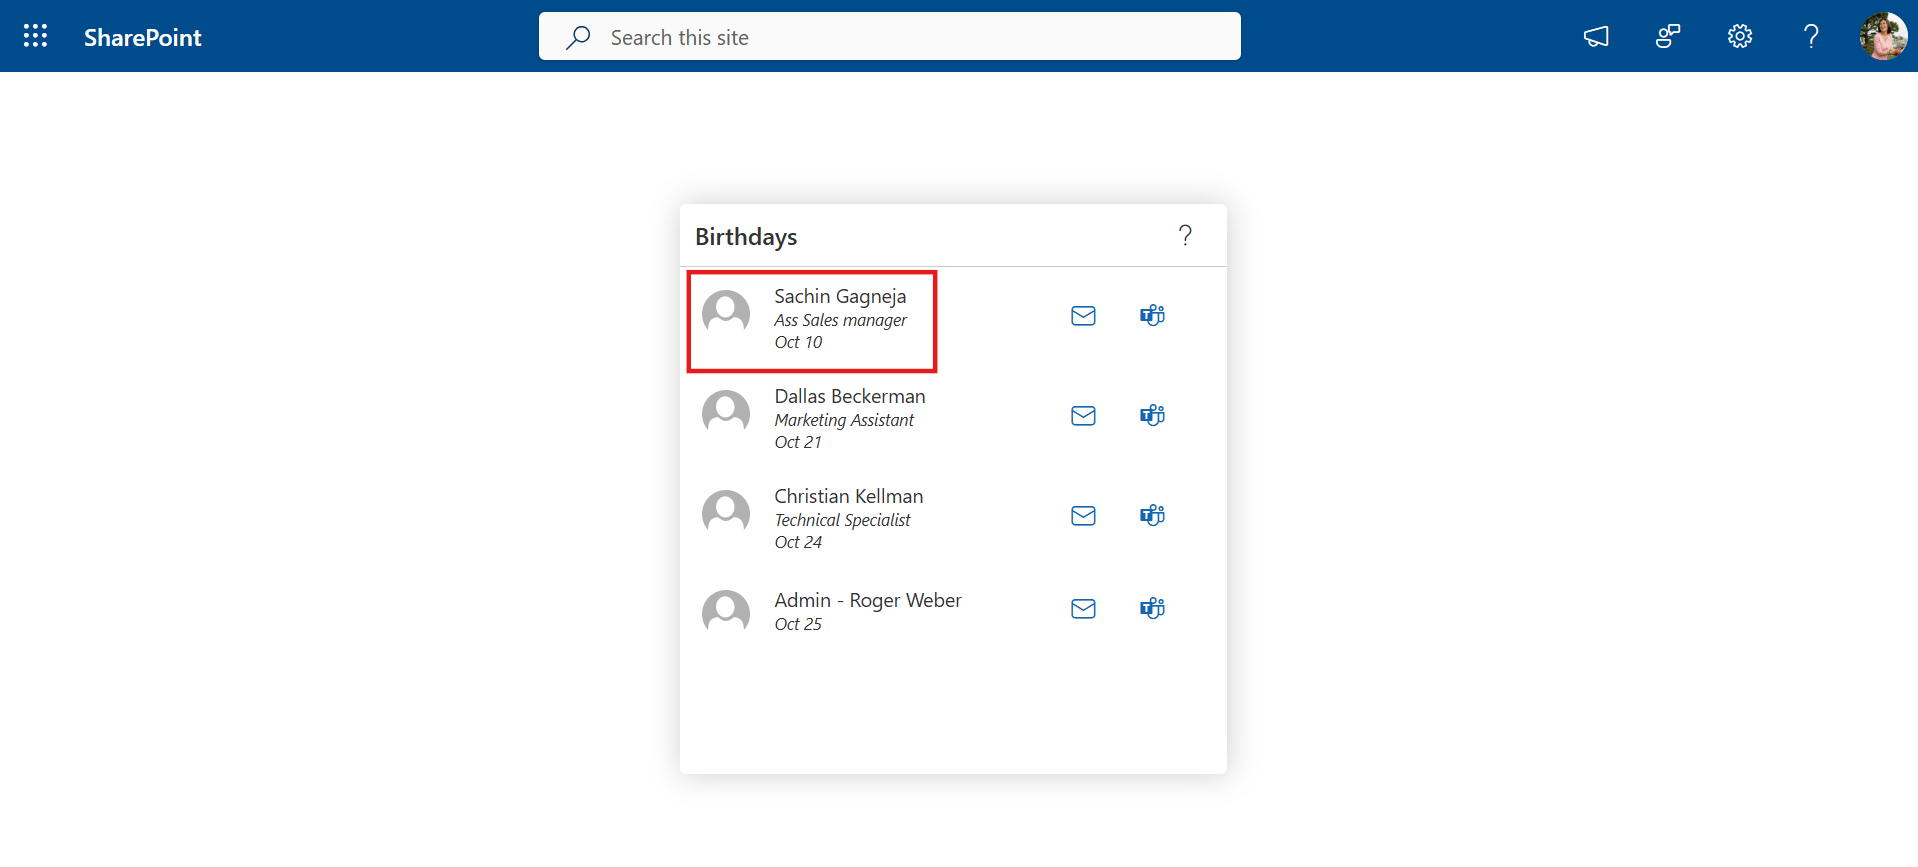 SharePoint
Search this site
Birthdays
?
Sachin Gagneja
Ass Sales manager
Oct 10
Dallas Beckerman
Marketing Assistant
Oct 21
Christian Kellman
Technical Specialist
Oct 24
Admin - Roger Weber
Oct 25